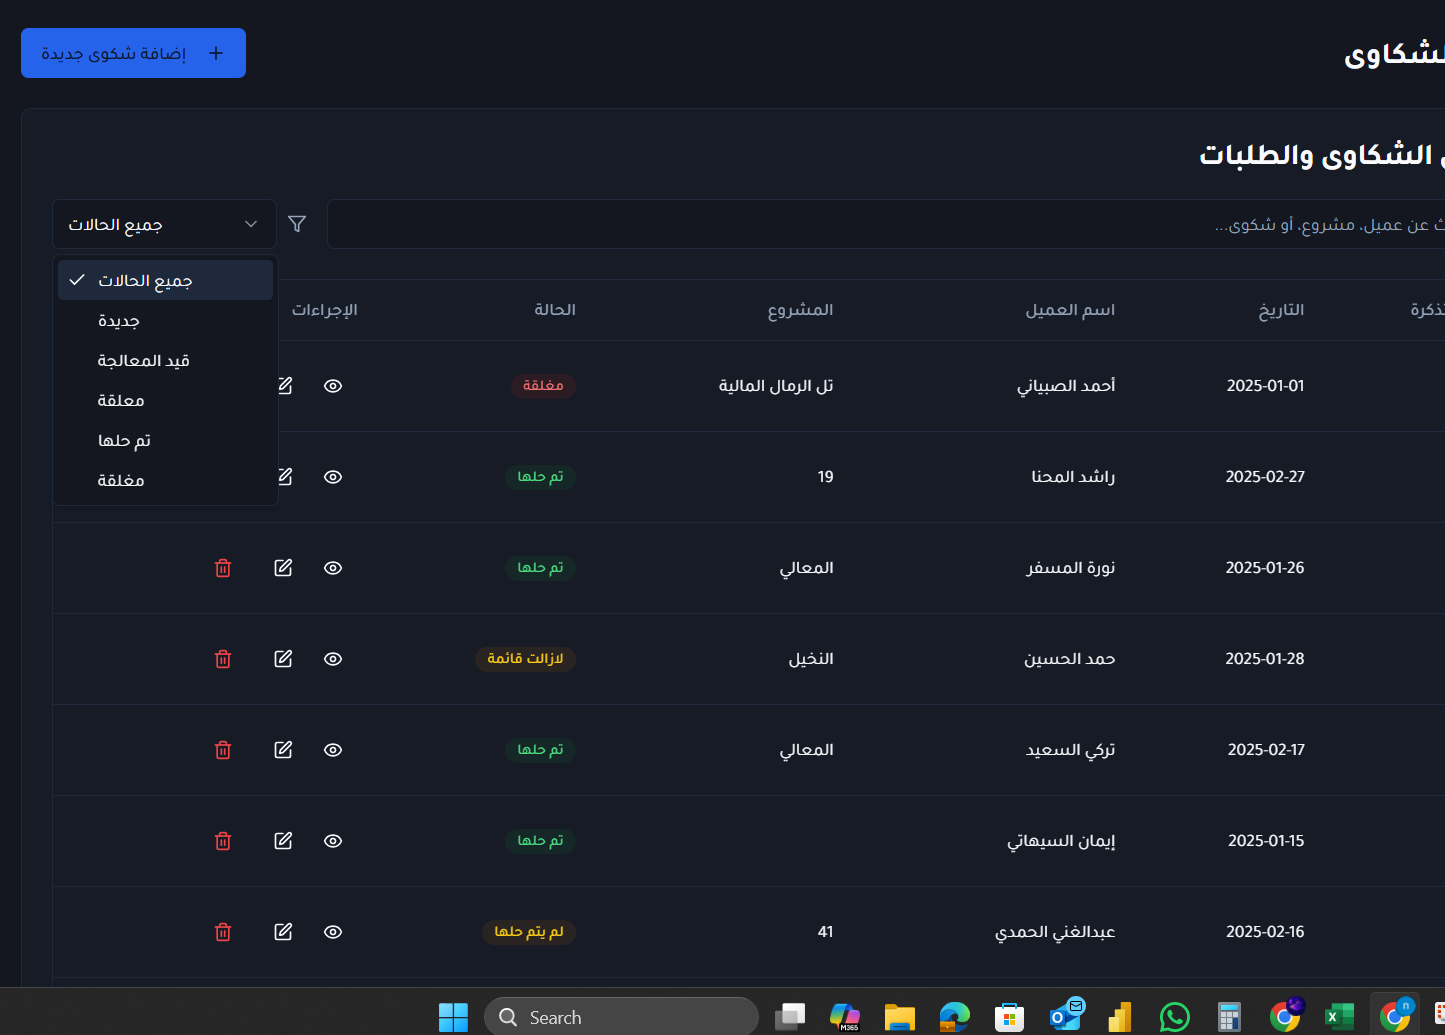 إضافة شكوى جديدة
الشكاوى
الشكاوى والطلبات
عن عميل، مشروع، أو شكوى...
جميع الحالات
جميع الحالات
جديدة
قيد المعالجة
معلقة
تم حلها
مغلقة
التاريخ اسم العميل المشروع الحالة الإجراءات
2025-01-01 أحمد الصبياني تل الرمال المالية مغلقة
2025-02-27 راشد المحنا 19 تم حلها
2025-01-26 نورة المسفر المعالي تم حلها
2025-01-28 حمد الحسين النخيل لازالت قائمة
2025-02-17 تركي السعيد المعالي تم حلها
2025-01-15 إيمان السيهاتي تم حلها
2025-02-16 عبدالغني الحمدي 41 لم يتم حلها
Search
M365